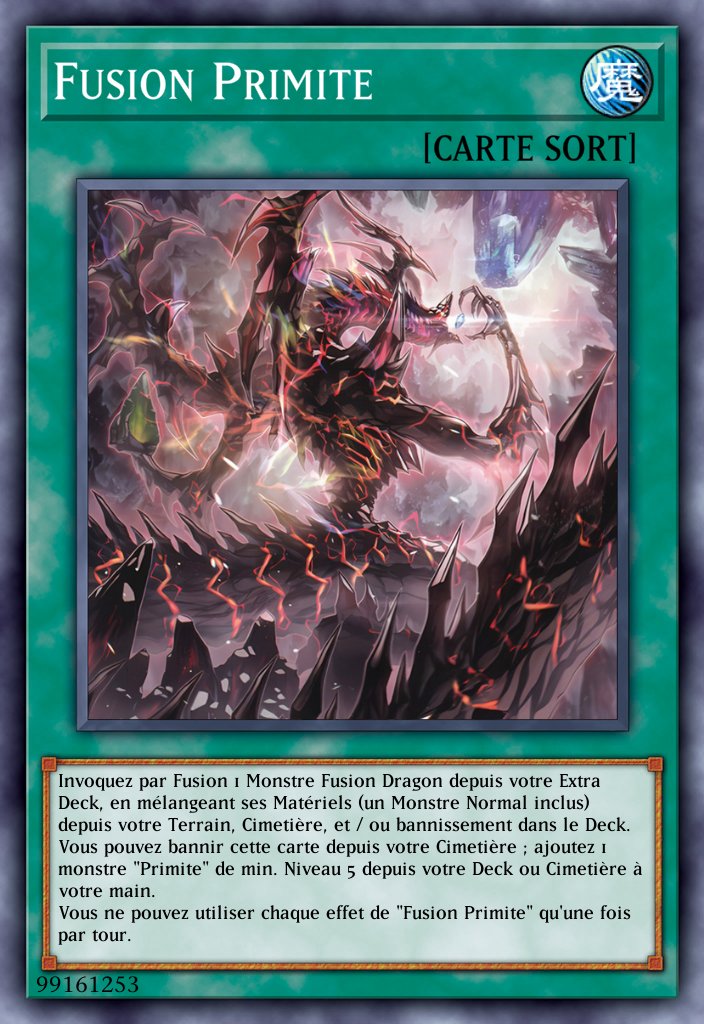 Fusion Primite
魔
[CARTE SORT]
Invoquez par Fusion 1 Monstre Fusion Dragon depuis votre Extra
Deck, en mélangeant ses Matériels (un Monstre Normal inclus)
depuis votre Terrain, Cimetière, et / ou bannissement dans le Deck.
Vous pouvez bannir cette carte depuis votre Cimetière ; ajoutez 1
monstre "Primite" de min. Niveau 5 depuis votre Deck ou Cimetière à
votre main.
Vous ne pouvez utiliser chaque effet de "Fusion Primite" qu'une fois
par tour.
99161253